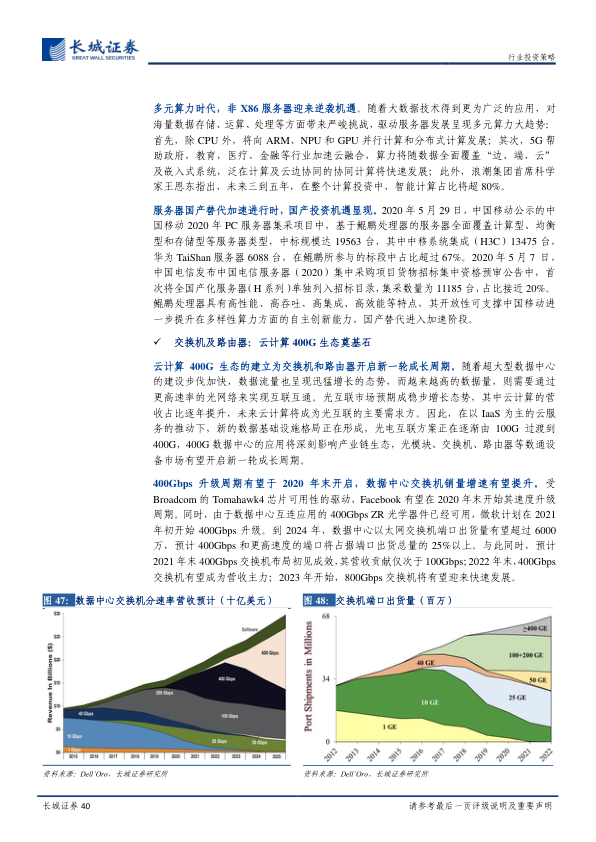 长城证券
GREAT WALL SECURITIES
行业投资策略
多元算力时代，非 X86 服务器迎来逆袭机遇。随着大数据技术得到更为广泛的应用，对
海量数据存储、运算、处理等方面带来严峻挑战，驱动服务器发展呈现多元算力大趋势：
首先，除 CPU 外，将向 ARM、NPU 和 GPU 并行计算和分布式计算发展；其次，5G 帮
助政府，教育，医疗、金融等行业加速云融合，算力将随数据全面覆盖“边、端、云”
及嵌入式系统，泛在计算及云边协同的协同计算将快速发展；此外，浪潮集团首席科学
家王恩东指出，未来三到五年，在整个计算投资中，智能计算占比将超 80%。
服务器国产替代加速进行时，国产投资机遇显现。2020 年 5 月 29 日，中国移动公示的中
国移动 2020 年 PC 服务器集采项目中，基于鲲鹏处理器的服务器全面覆盖计算型、均衡
型和存储型等服务器类型，中标规模达 19563 台，其中中移系统集成（H3C）13475 台，
华为 TaiShan 服务器 6088 台，在鲲鹏所参与的标段中占比超过 67%。2020 年 5 月 7 日，
中国电信发布中国电信服务器（2020）集中采购项目货物招标集中资格预审公告中，首
次将全国产化服务器（H 系列）单独列入招标目录，集采数量为 11185 台，占比接近 20%。
鲲鹏处理器具有高性能、高吞吐、高集成、高效能等特点，其开放性可支撑中国移动进
一步提升在多样性算力方面的自主创新能力，国产替代进入加速阶段。
✓ 交换机及路由器：云计算 400G 生态奠基石
云计算 400G 生态的建立为交换机和路由器开启新一轮成长周期。随着超大型数据中心
的建设步伐加快，数据流量也呈现迅猛增长的态势，而越来越高的数据量，则需要通过
更高速率的光网络来实现互联互通。光互联市场预期成稳步增长态势，其中云计算的营
收占比逐年提升，未来云计算将成为光互联的主要需求方。因此，在以 IaaS 为主的云服
务的推动下，新的数据基础设施格局正在形成，光电互联方案正在逐渐由 100G 过渡到
400G，400G 数据中心的应用将深刻影响产业链生态，光模块、交换机、路由器等数通设
备市场有望开启新一轮成长周期。
400Gbps 升级周期有望于 2020 年末开启，数据中心交换机销量增速有望提升。受
Broadcom 的 Tomahawk4 芯片可用性的驱动，Facebook 有望在 2020 年末开始其速度升级
周期。同时，由于数据中心互连应用的 400Gbps ZR 光学器件已经可用，微软计划在 2021
年初开始 400Gbps 升级。到 2024 年，数据中心以太网交换机端口出货量有望超过 6000
万，预计 400Gbps 和更高速度的端口将占据端口出货总量的 25%以上。与此同时，预计
2021 年末 400Gbps 交换机布局初见成效，其营收贡献仅次于 100Gbps；2022 年末，400Gbps
交换机有望成为营收主力；2023 年开始，800Gbps 交换机将有望迎来快速发展。
图 47：数据中心交换机分速率营收预计（十亿美元）
Revenue in Billions ($)
$30
$25
$20
$15
$10
$5
$0
Software
800 Gbps
400 Gbps
200 Gbps
100 Gbps
40 Gbps
10 Gbps
25 Gbps
50 Gbps
1 Gbps
2015 2016 2017 2018 2019 2020 2021 2022 2023 2024 2025
资料来源：Dell'Oro、长城证券研究所
图 48：交换机端口出货量（百万）
Port Shipments in Millions
68
34
0
≥400 GE
100+200 GE
50 GE
40 GE
25 GE
10 GE
1 GE
2012 2013 2014 2015 2016 2017 2018 2019 2020 2021 2022
资料来源：Dell'Oro、长城证券研究所
长城证券 40
请参考最后一页评级说明及重要声明